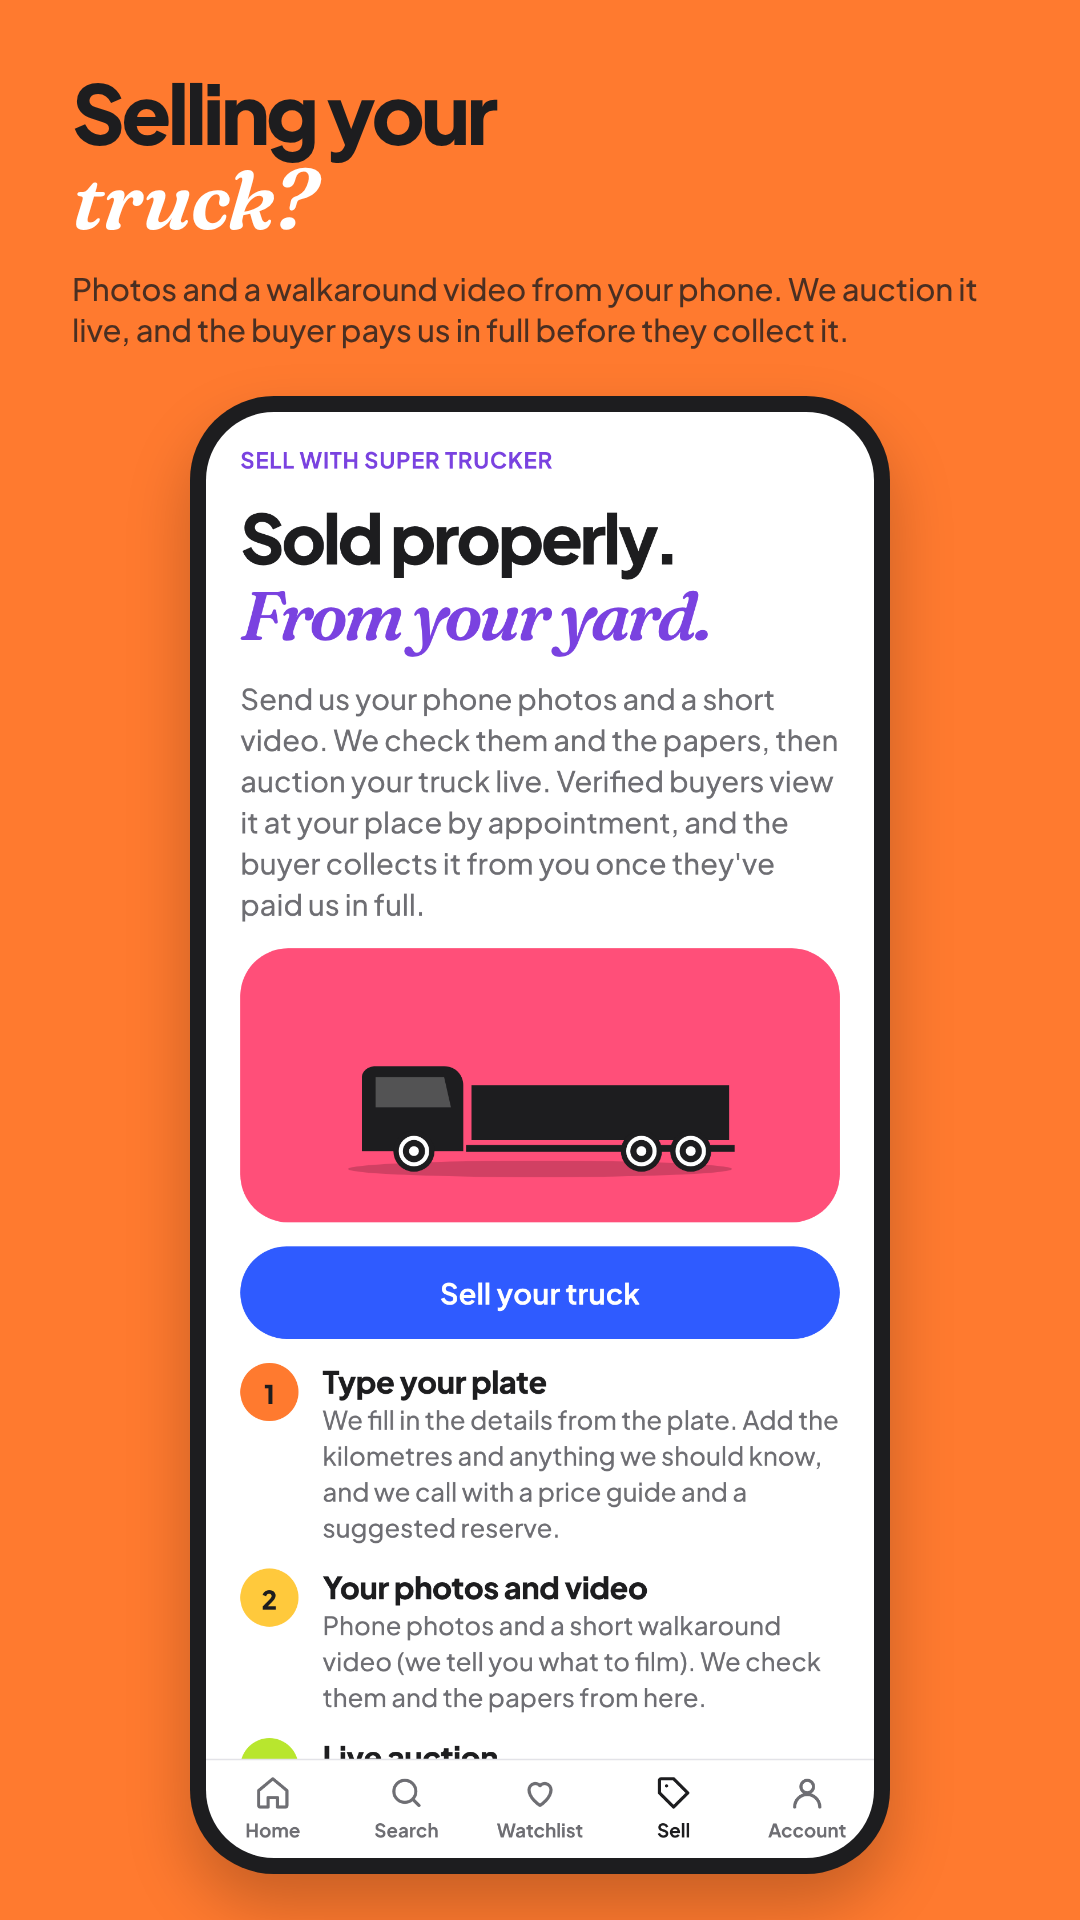 Selling your
truck?
Photos and a walkaround video from your phone. We auction it
live, and the buyer pays us in full before they collect it.
SELL WITH SUPER TRUCKER
Sold properly.
From your yard.
Send us your phone photos and a short
video. We check them and the papers, then
auction your truck live. Verified buyers view
it at your place by appointment, and the
buyer collects it from you once they've
paid us in full.
Sell your truck
1
Type your plate
We fill in the details from the plate. Add the
kilometres and anything we should know,
and we call with a price guide and a
suggested reserve.
2
Your photos and video
Phone photos and a short walkaround
video (we tell you what to film). We check
them and the papers from here.
Live auction
Home
Search
Watchlist
Sell
Account